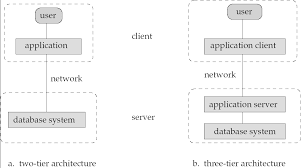 user
application
network
database system
a. two-tier architecture
client
server
user
application client
network
application server
database system
b. three-tier architecture